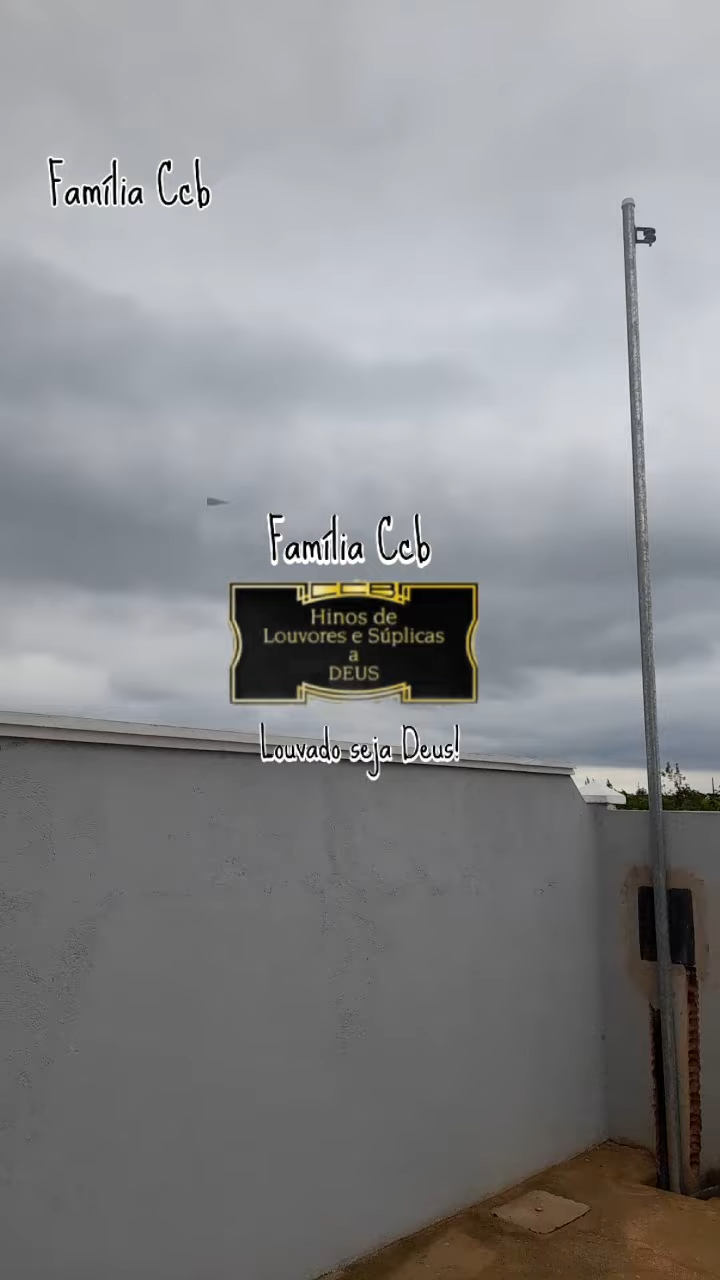 Família Ccb
Família Ccb
Hinos de
Louvores e Súplicas
a
DEUS
Louvado seja Deus!